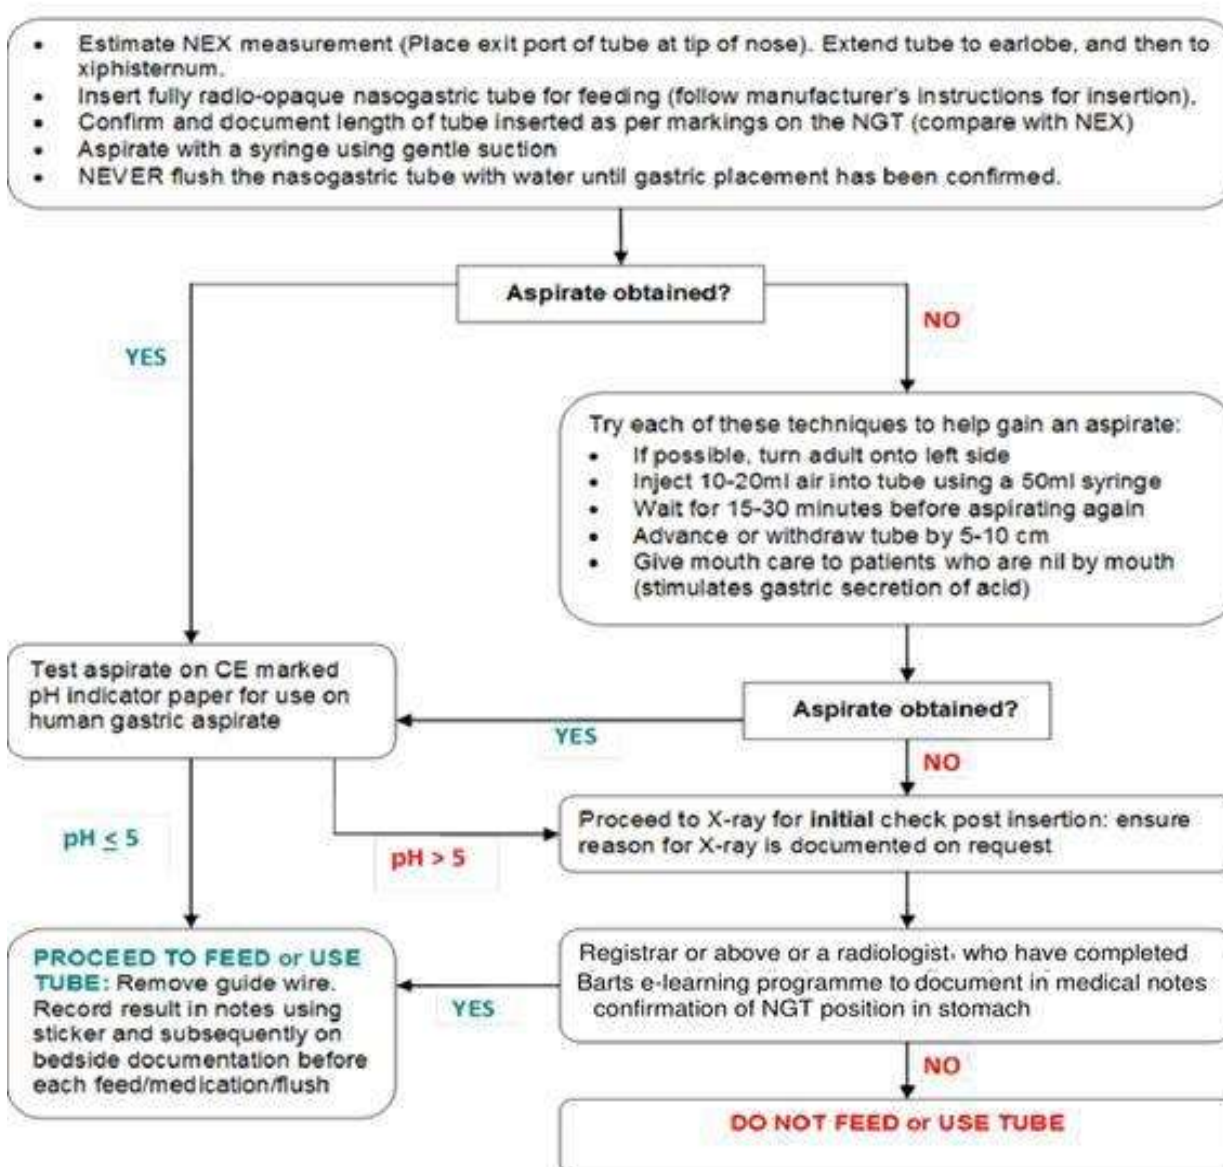 • Estimate NEX measurement (Place exit port of tube at tip of nose). Extend tube to earlobe, and then to
xiphisternum.
• Insert fully radio-opaque nasogastric tube for feeding (follow manufacturer's instructions for insertion),
• Confirm and document length of tube inserted as per markings on the NGT (compare with NEX)
• Aspirate with a syringe using gentle suction
• NEVER flush the nasogastric tube with water until gastric placement has been confirmed.
Aspirate obtained?
YES
NO
Try each of these techniques to help gain an aspirate:
• If possible, turn adult onto left side
• Inject 10-20ml air into tube using a 50ml syringe
• Wait for 15-30 minutes before aspirating again
• Advance or withdraw tube by 5-10 cm
• Give mouth care to patients who are nil by mouth
(stimulates gastric secretion of acid)
Test aspirate on CE marked
pH indicator paper for use on
human gastric aspirate
Aspirate obtained?
YES
NO
pH ≤ 5
pH > 5
Proceed to X-ray for initial check post insertion: ensure
reason for X-ray is documented on request
PROCEED TO FEED or USE
TUBE: Remove guide wire.
Record result in notes using
sticker and subsequently on
bedside documentation before
each feed/medication/flush
YES
Registrar or above or a radiologist, who have completed
Barts e-learning programme to document in medical notes
confirmation of NGT position in stomach
NO
DO NOT FEED or USE TUBE